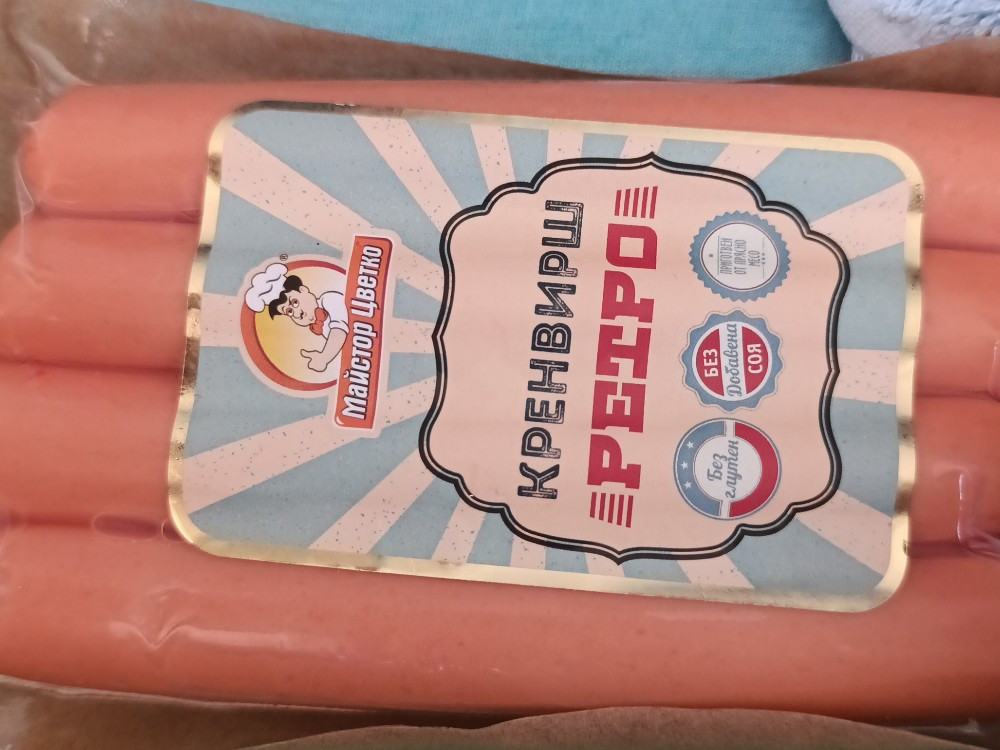 Майстор Цветко
®
КРЕНВИРШ
РЕТРО
Без
глутен
БЕЗ
Добавена
СОЯ
ПРИГОТВЕН
ОТ ПРЯСНО
МЕСО